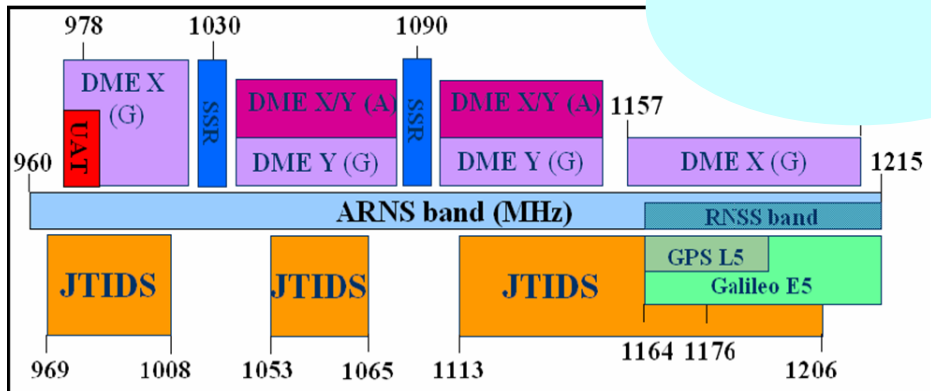 978
1030
1090
DME X
(G)
UAT
SSR
DME X/Y (A)
DME Y (G)
SSR
DME X/Y (A)
DME Y (G)
1157
DME X (G)
960
1215
ARNS band (MHz)
RNSS band
JTIDS
JTIDS
JTIDS
GPS L5
Galileo E5
969
1008
1053
1065
1113
1164
1176
1206